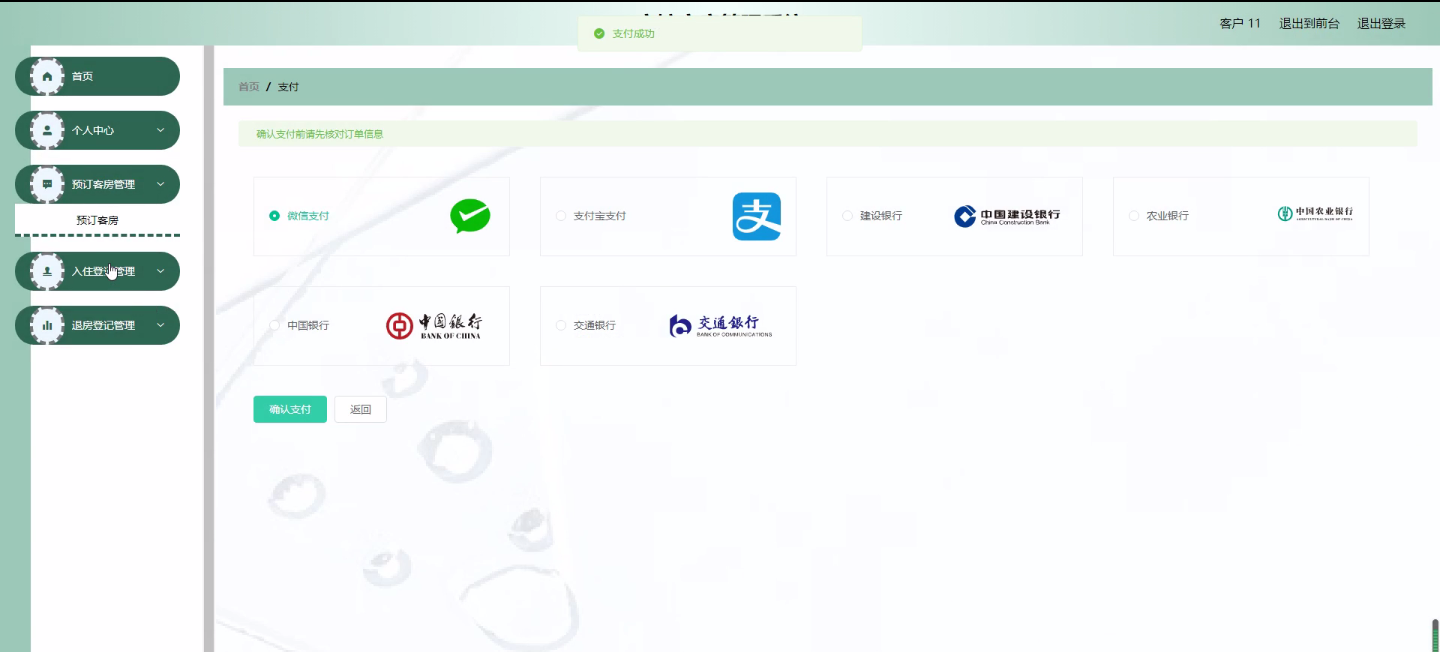 支付成功
客户 11 退出到前台 退出登录
首页
个人中心
预订客房管理
预订客房
入住登记管理
退房登记管理
首页 / 支付
确认支付前请先核对订单信息
微信支付
支付宝支付
支
建设银行
中国建设银行
China Construction Bank
农业银行
中国农业银行
中国银行
中国银行
BANK OF CHINA
交通银行
交通银行
BANK OF COMMUNICATIONS
确认支付
返回